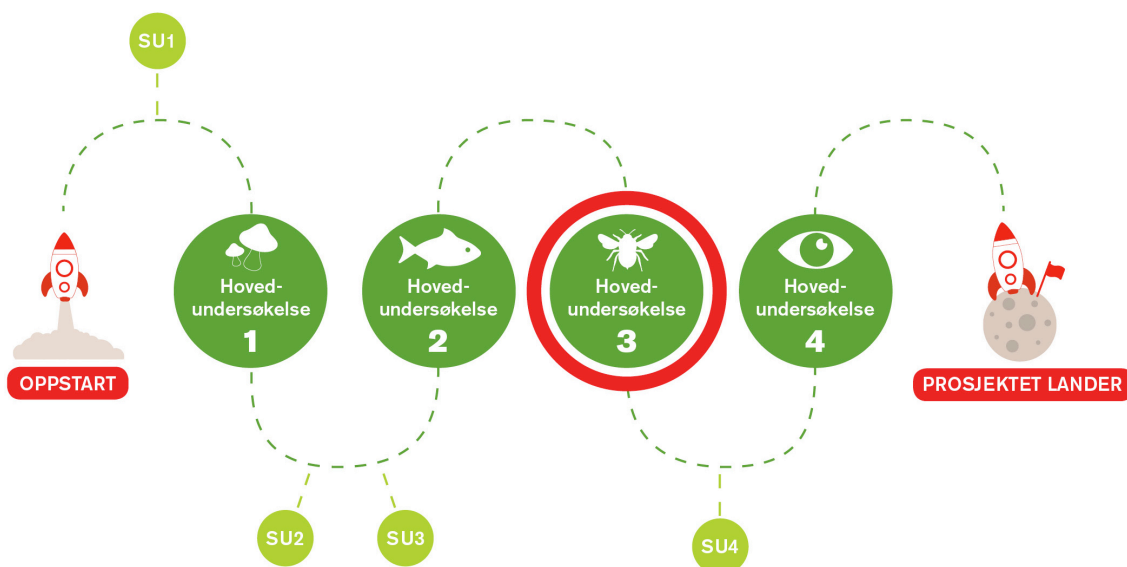 SU1
OPPSTART
Hoved-
undersøkelse
1
Hoved-
undersøkelse
2
Hoved-
undersøkelse
3
Hoved-
undersøkelse
4
PROSJEKTET LANDER
SU2
SU3
SU4